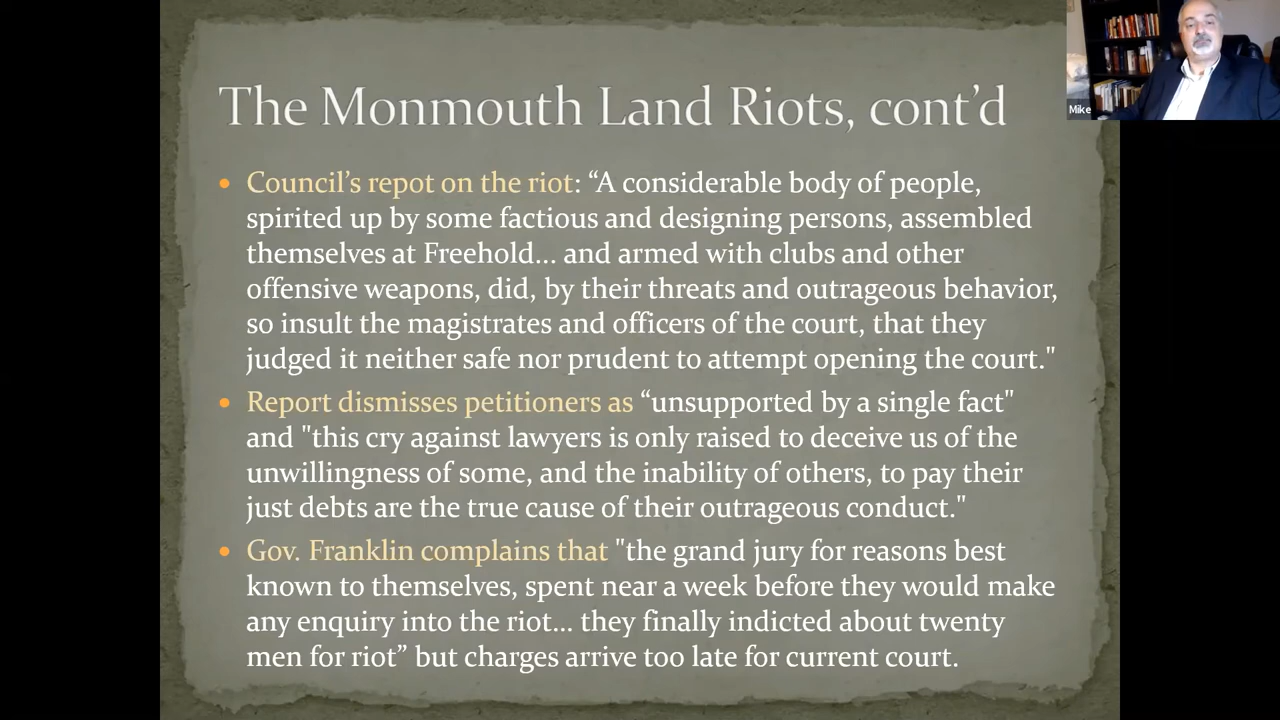 The Monmouth Land Riots, cont’d
Mike
• Council’s repot on the riot: “A considerable body of people,
spirited up by some factious and designing persons, assembled
themselves at Freehold... and armed with clubs and other
offensive weapons, did, by their threats and outrageous behavior,
so insult the magistrates and officers of the court, that they
judged it neither safe nor prudent to attempt opening the court."
• Report dismisses petitioners as “unsupported by a single fact"
and "this cry against lawyers is only raised to deceive us of the
unwillingness of some, and the inability of others, to pay their
just debts are the true cause of their outrageous conduct."
• Gov. Franklin complains that "the grand jury for reasons best
known to themselves, spent near a week before they would make
any enquiry into the riot... they finally indicted about twenty
men for riot” but charges arrive too late for current court.